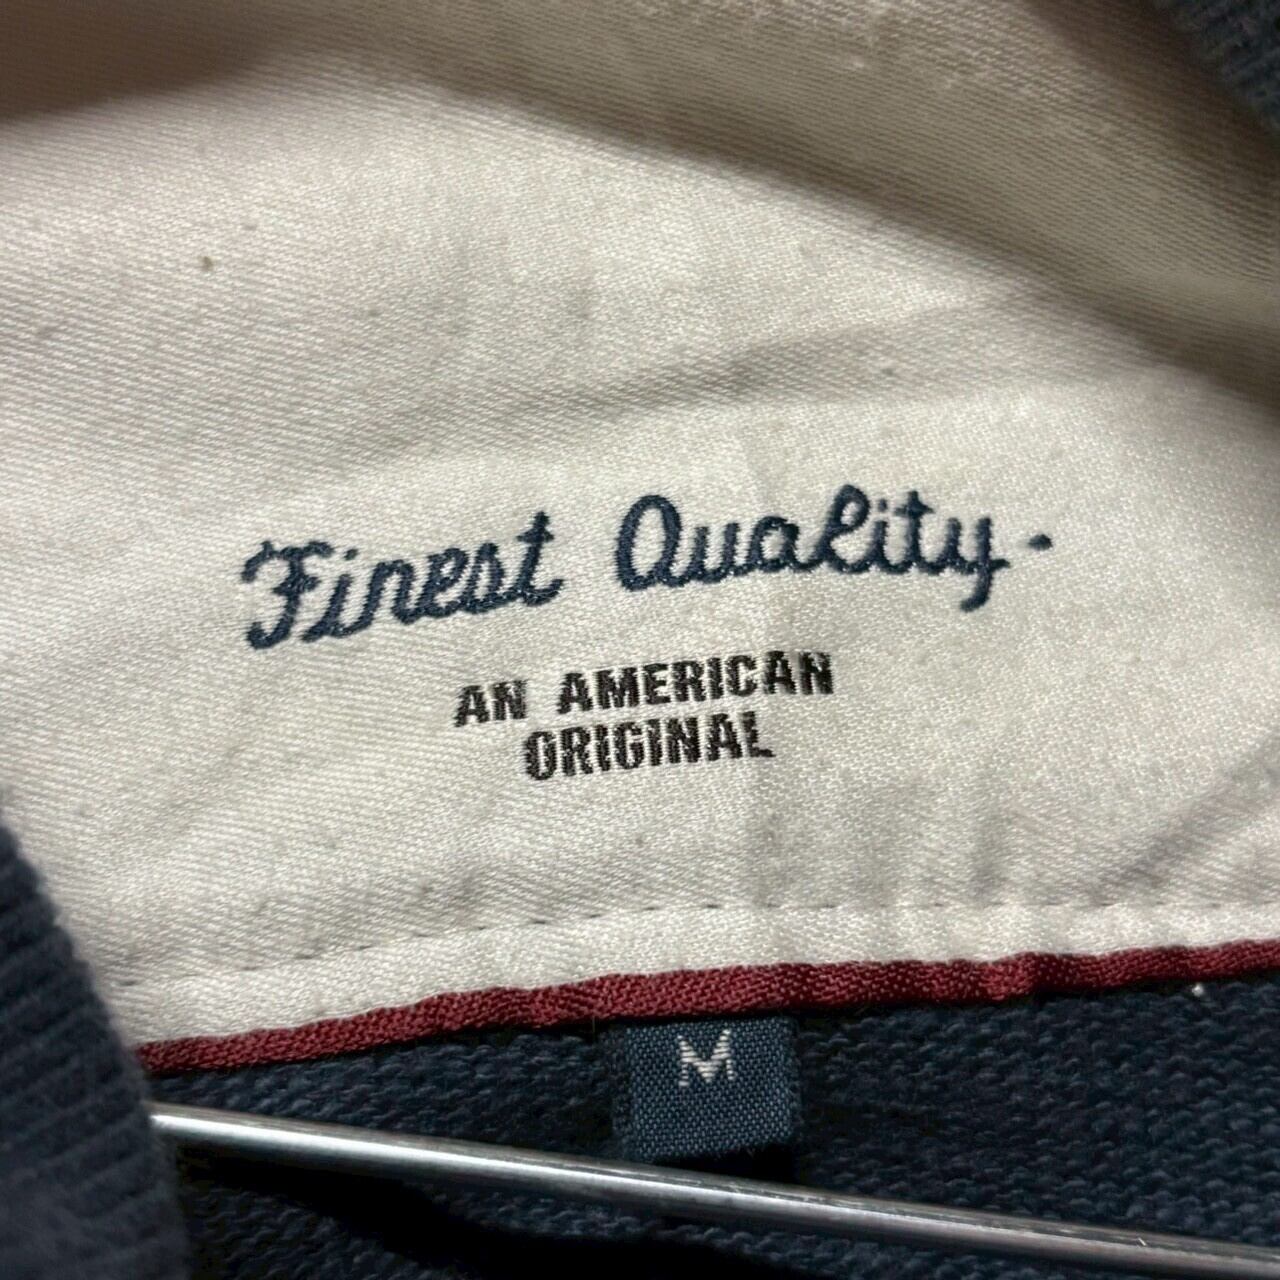 Finest Quality.
AN AMERICAN
ORIGINAL
M